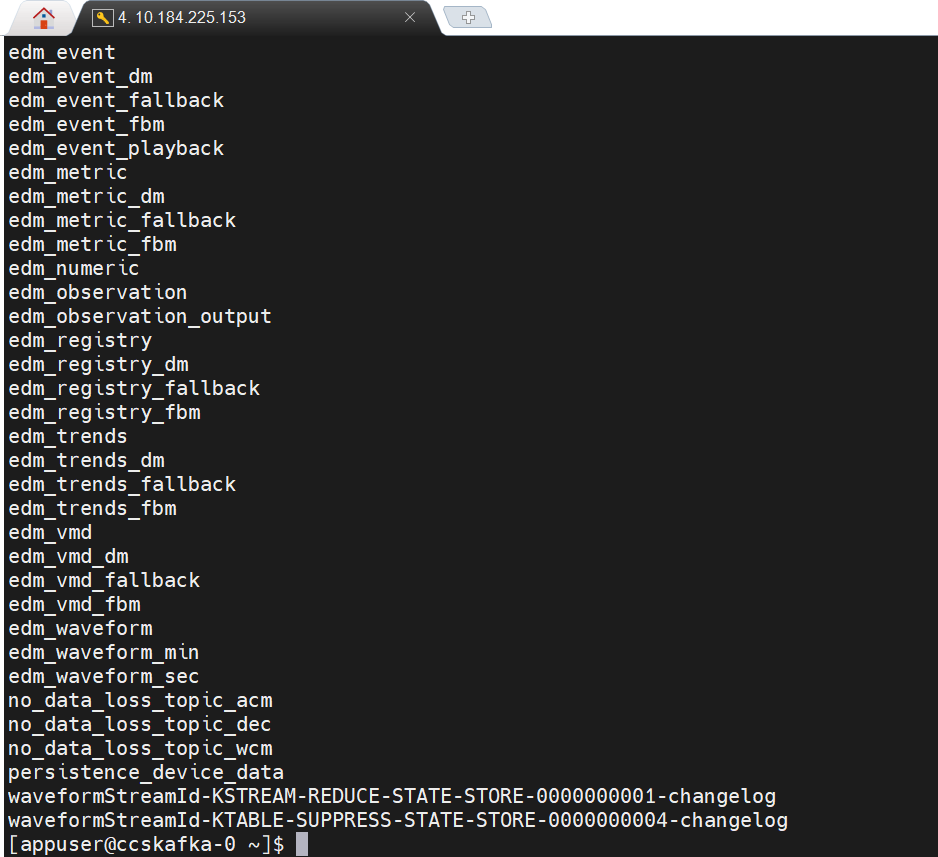 4. 10.184.225.153
edm_event
edm_event_dm
edm_event_fallback
edm_event_fbm
edm_event_playback
edm_metric
edm_metric_dm
edm_metric_fallback
edm_metric_fbm
edm_numeric
edm_observation
edm_observation_output
edm_registry
edm_registry_dm
edm_registry_fallback
edm_registry_fbm
edm_trends
edm_trends_dm
edm_trends_fallback
edm_trends_fbm
edm_vmd
edm_vmd_dm
edm_vmd_fallback
edm_vmd_fbm
edm_waveform
edm_waveform_min
edm_waveform_sec
no_data_loss_topic_acm
no_data_loss_topic_dec
no_data_loss_topic_wcm
persistence_device_data
waveformStreamId-KSTREAM-REDUCE-STATE-STORE-0000000001-changelog
waveformStreamId-KTABLE-SUPPRESS-STATE-STORE-0000000004-changelog
[appuser@ccskafka-0 ~]$